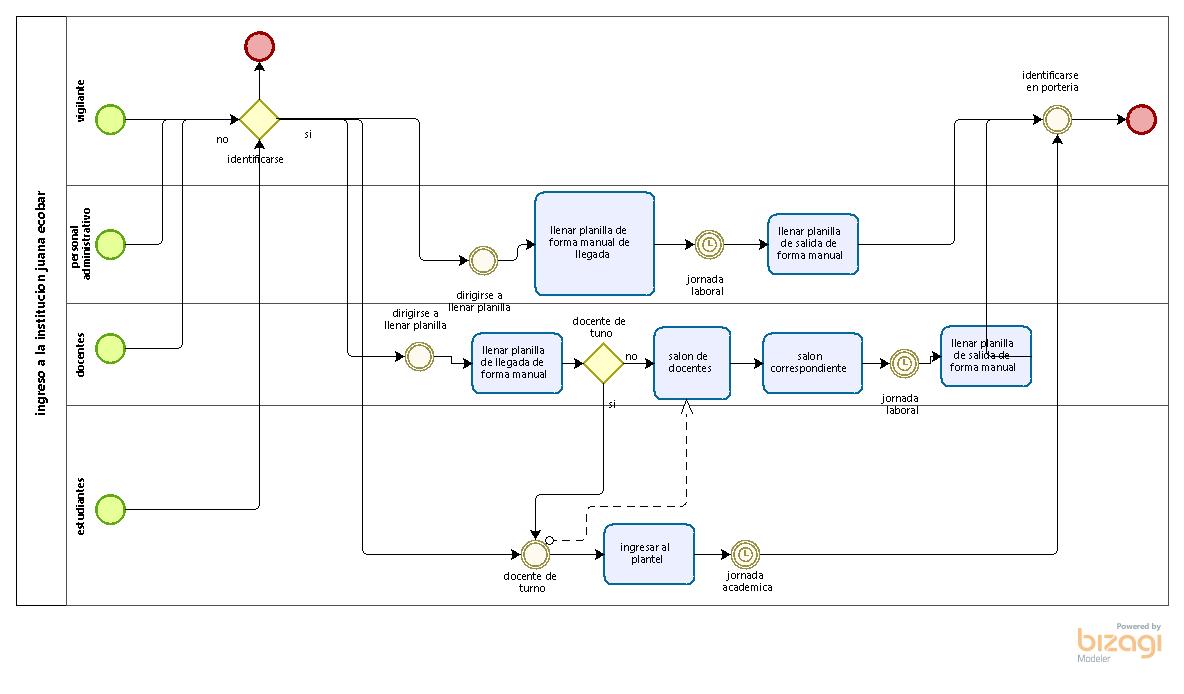 ingreso a la institucion juana ecobar
vigilante
no
si
identificarse
identificarse
en porteria
personal
administrativo
dirigirse a
llenar planilla
llenar planilla de
forma manual de
llegada
jornada
laboral
llenar planilla
de salida de
forma manual
docentes
dirigirse a
llenar planilla
llenar planilla
de llegada de
forma manual
docente de
tuno
no
si
salon de
docentes
salon
correspondiente
jornada
laboral
llenar planilla
de salida de
forma manual
estudiantes
docente de
turno
ingresar al
plantel
jornada
academica
Powered by
bizagi
Modeler